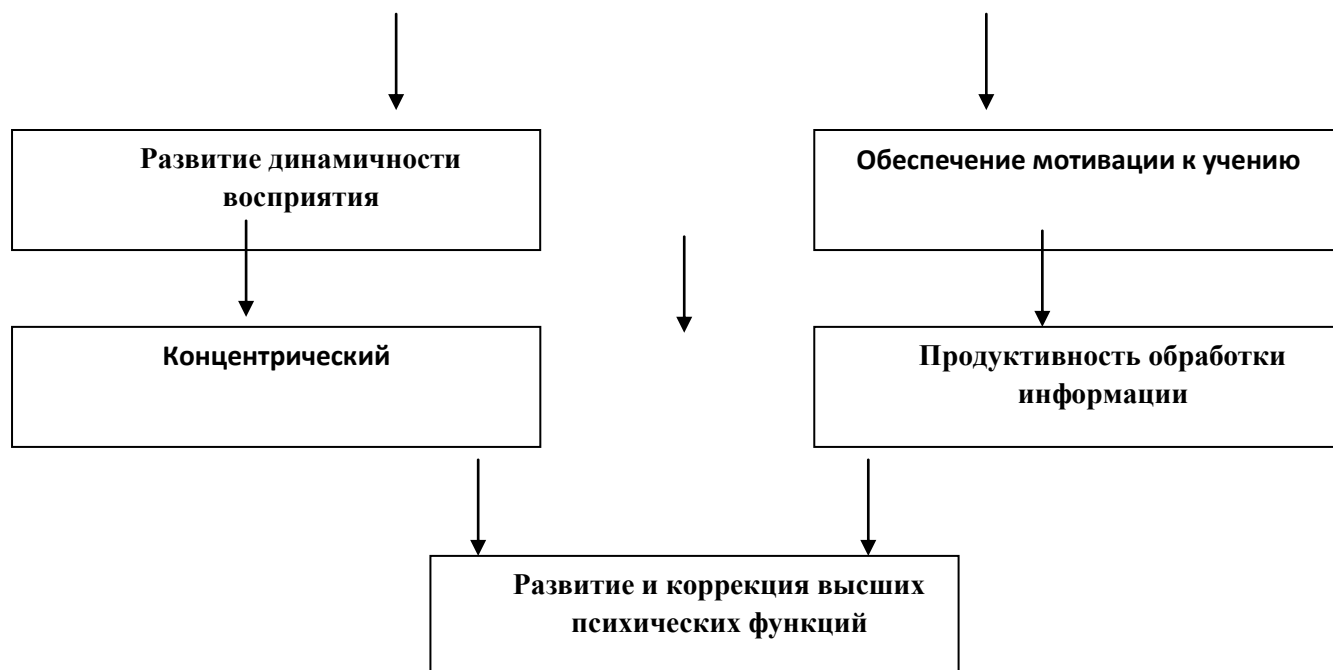 Развитие динамичности
восприятия
Обеспечение мотивации к учению
Концентрический
Продуктивность обработки
информации
Развитие и коррекция высших
психических функций